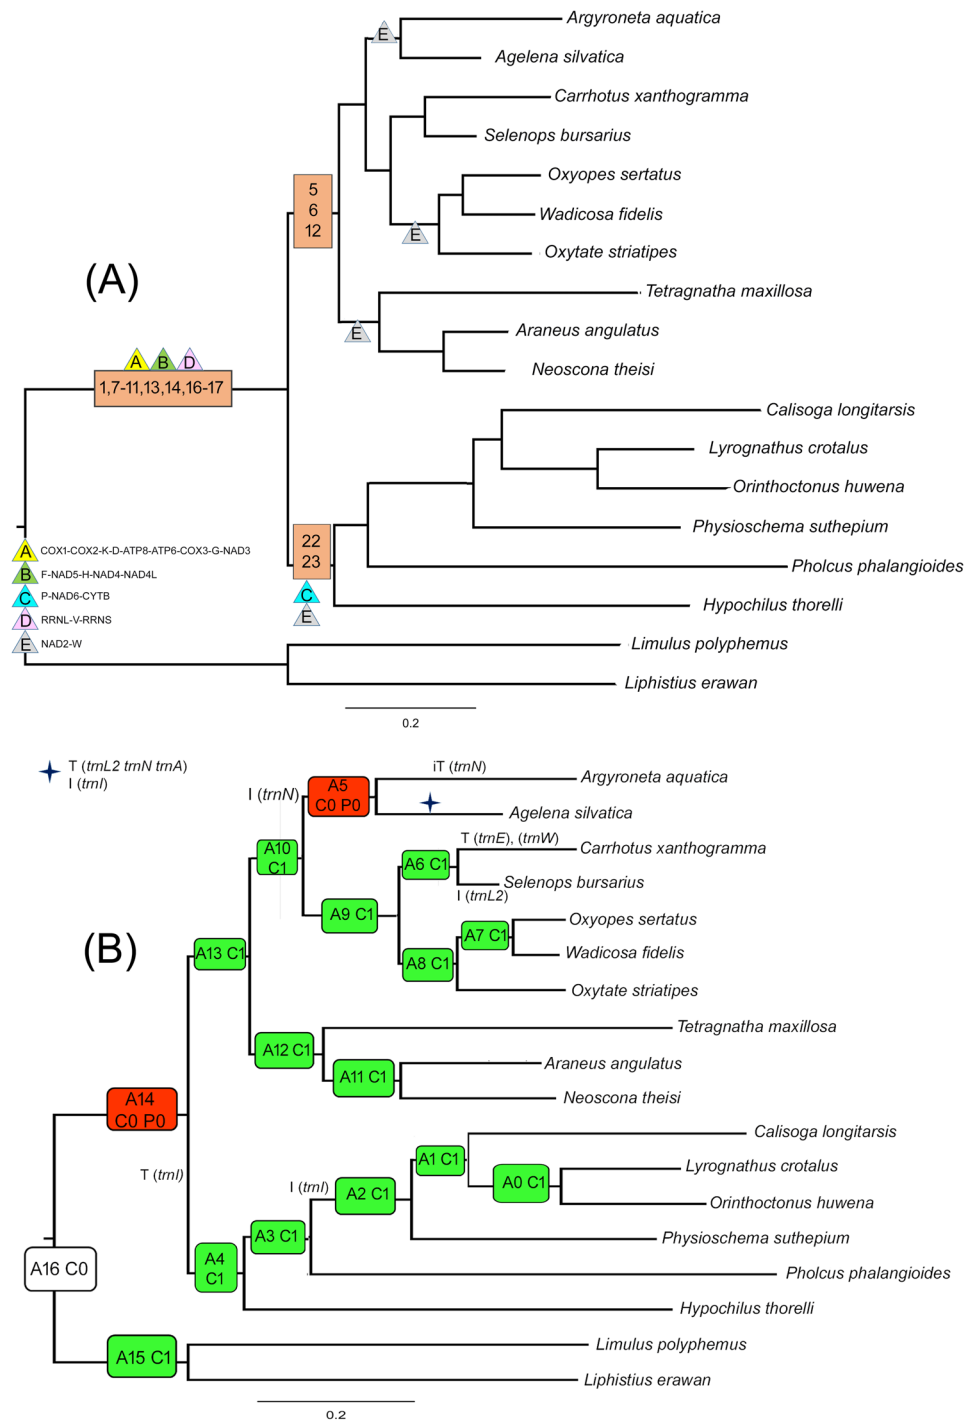 Argyroneta aquatica
E
Agelena silvatica
Carrhotus xanthogramma
Selenops bursarius
Oxyopes sertatus
5
6
12
Wadicosa fidelis
E
Oxytate striatipes
(A)
Tetragnatha maxillosa
E
Araneus angulatus
A B D
Neoscona theisi
1,7-11,13,14,16-17
Calisoga longitarsis
Lyrognathus crotalus
Orinthoctonus huwena
Physioschema suthepium
22
23
A COX1-COX2-K-D-ATP8-ATP6-COX3-G-NAD3
Pholcus phalangioides
B F-NAD5-H-NAD4-NAD4L
C
C P-NAD6-CYTB
Hypochilus thorelli
E
D RRNL-V-RRNS
E NAD2-W
Limulus polyphemus
Liphistius erawan
0.2
T (trnL2 trnN trnA)
I (trnI)
iT (trnN)
Argyroneta aquatica
I (trnN)
A5
C0 P0
Agelena silvatica
T (trnE), (trnW)
A10
C1
Carrhotus xanthogramma
A6 C1
Selenops bursarius
I (trnL2)
A9 C1
Oxyopes sertatus
A7 C1
(B)
A13 C1
Wadicosa fidelis
A8 C1
Oxytate striatipes
Tetragnatha maxillosa
A12 C1
Araneus angulatus
A11 C1
Neoscona theisi
A14
C0 P0
Calisoga longitarsis
A1 C1
Lyrognathus crotalus
T (trnI)
I (trnI)
A0 C1
A2 C1
Orinthoctonus huwena
A3 C1
Physioschema suthepium
A4
C1
A16 C0
Pholcus phalangioides
Hypochilus thorelli
Limulus polyphemus
A15 C1
Liphistius erawan
0.2